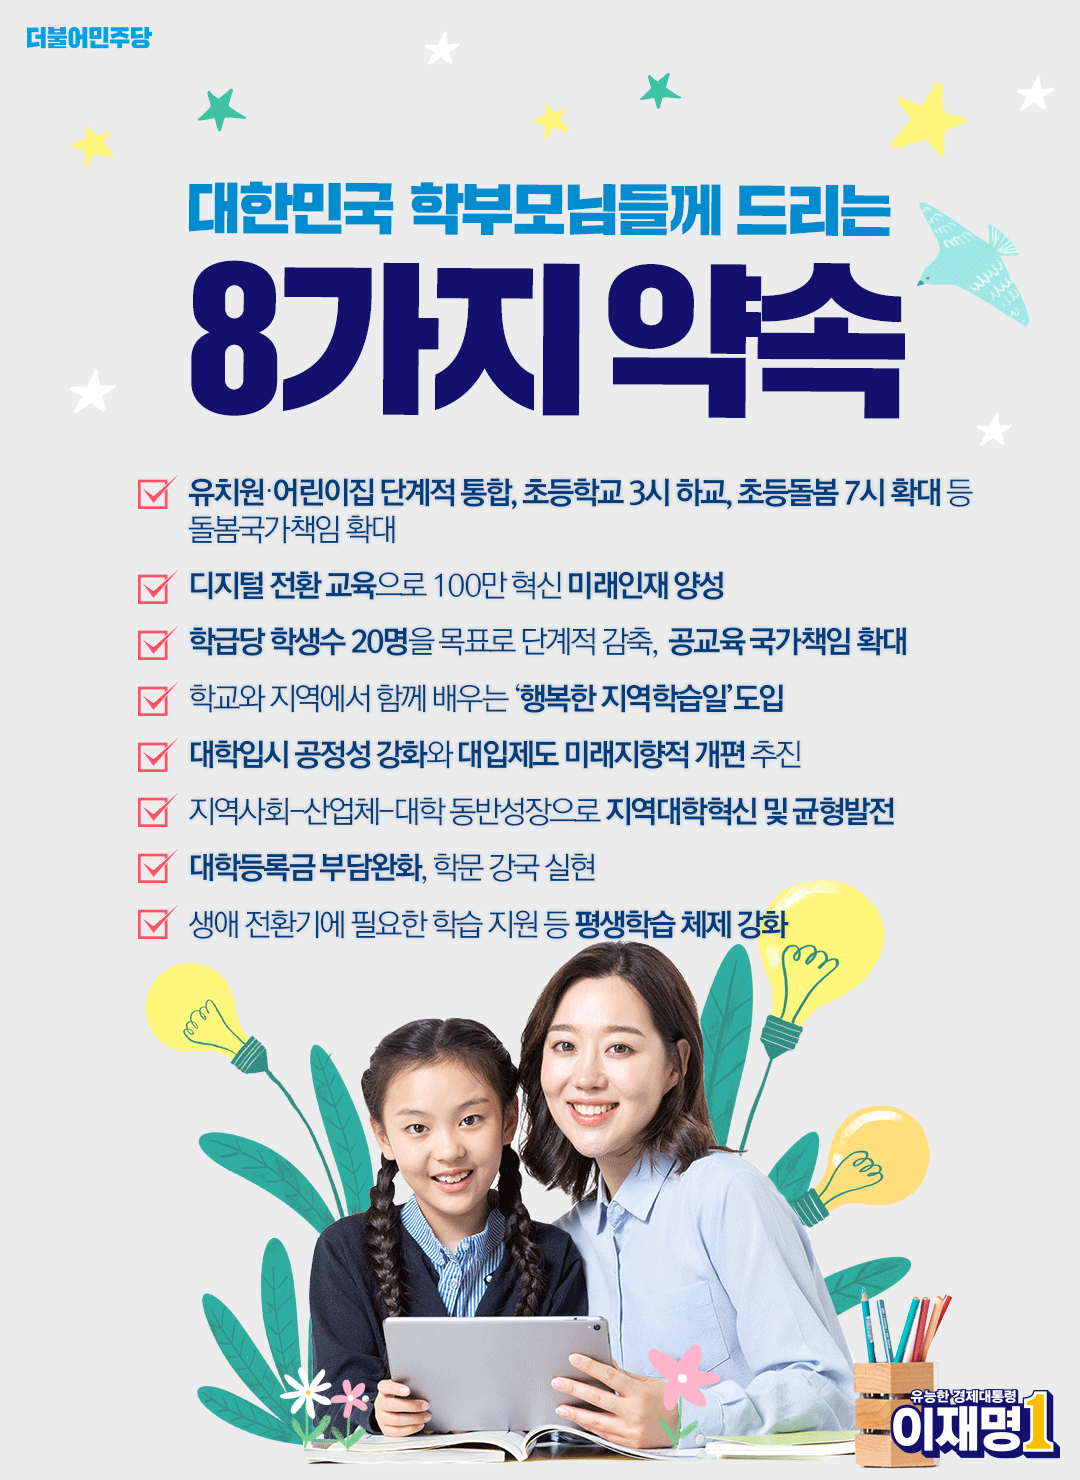 더불어민주당
대한민국 학부모님들께 드리는
8가지 약속
유치원·어린이집 단계적 통합, 초등학교 3시 하교, 초등돌봄 7시 확대 등
돌봄국가책임 확대
디지털 전환 교육으로 100만 혁신 미래인재 양성
학급당 학생수 20명을 목표로 단계적 감축, 공교육 국가책임 확대
학교와 지역에서 함께 배우는 ‘행복한 지역학습일’ 도입
대학입시 공정성 강화와 대입제도 미래지향적 개편 추진
지역사회-산업체-대학 동반성장으로 지역대학혁신 및 균형발전
대학등록금 부담완화, 학문 강국 실현
생애 전환기에 필요한 학습 지원 등 평생학습 체제 강화
유능한 경제대통령
이재명1